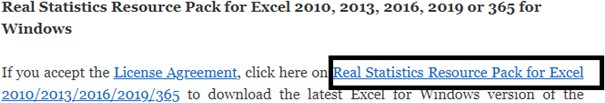 Real Statistics Resource Pack for Excel 2010, 2013, 2016, 2019 or 365 for
Windows
If you accept the License Agreement, click here on Real Statistics Resource Pack for Excel
2010/2013/2016/2019/365 to download the latest Excel for Windows version of the